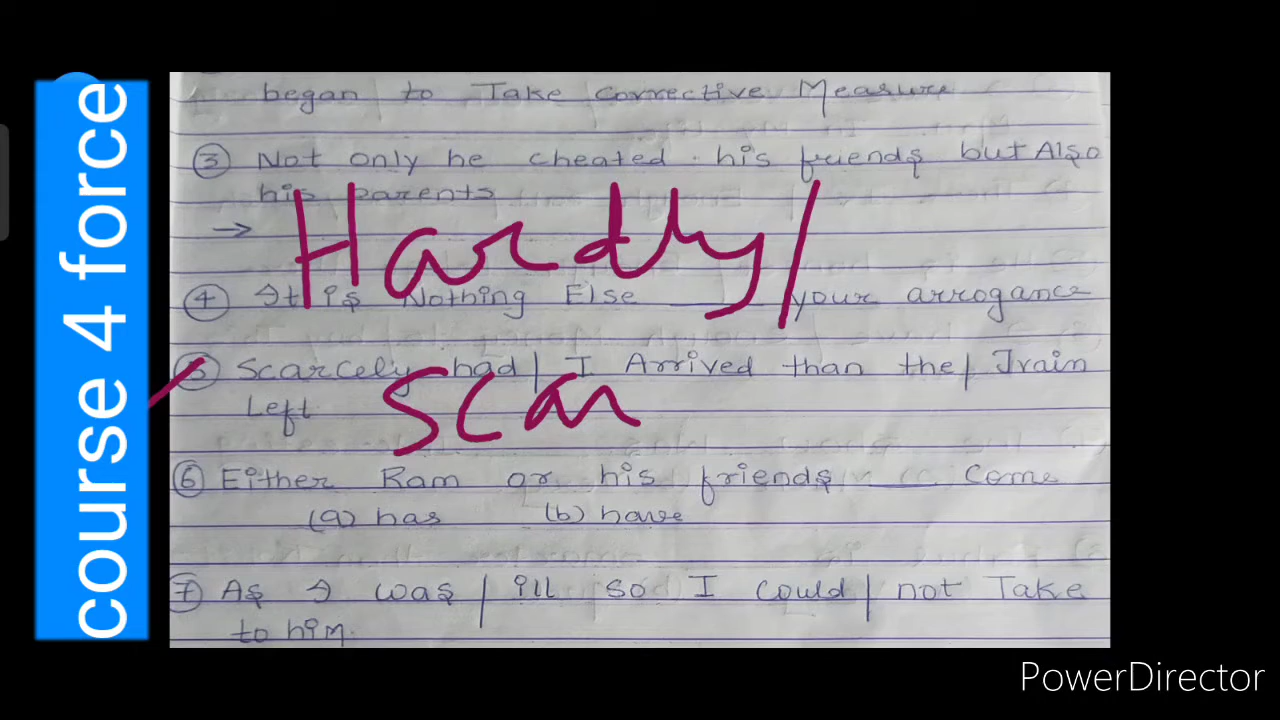 course 4 force
began to Take corrective Measure
③ Not only he cheated his friends but Also
his parents
→ Hardly/
④ It is Nothing Else ____ your arrogance
⑤ Scarcely had | I Arrived than the | Train
Left
Scar
⑥ Either Ram or his friends ____ come
(a) has (b) have
⑦ As I was | ill so I could | not Take
to him.
PowerDirector